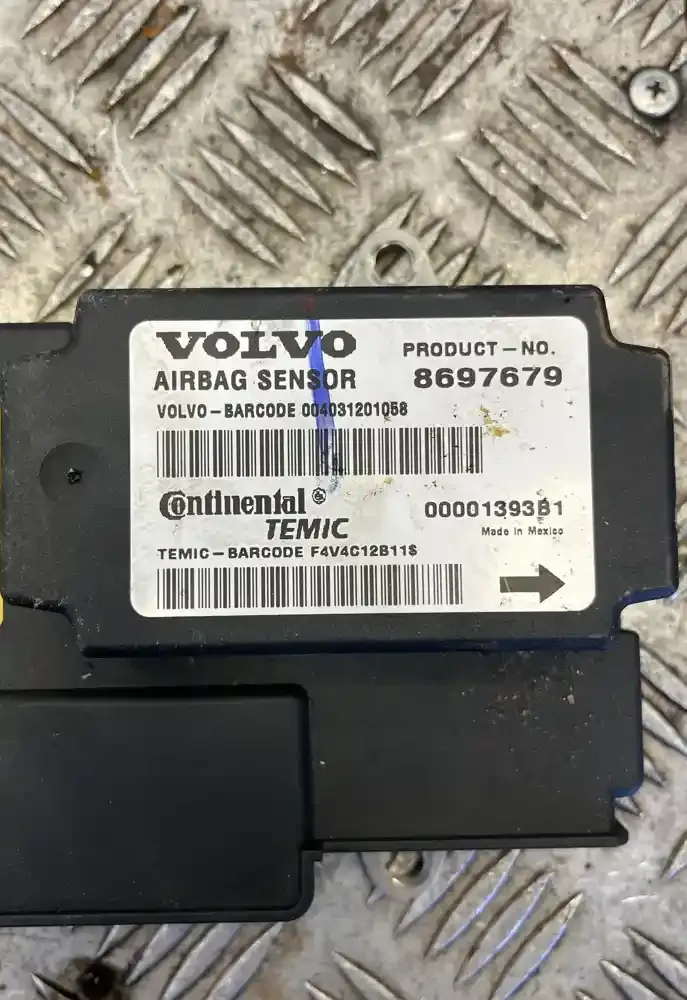 VOLVO
PRODUCT-NO.
AIRBAG SENSOR
8697679
VOLVO-BARCODE 004031201058
Continental
TEMIC
00001393B1
Made in Mexico
TEMIC-BARCODE F4V4C12B11$